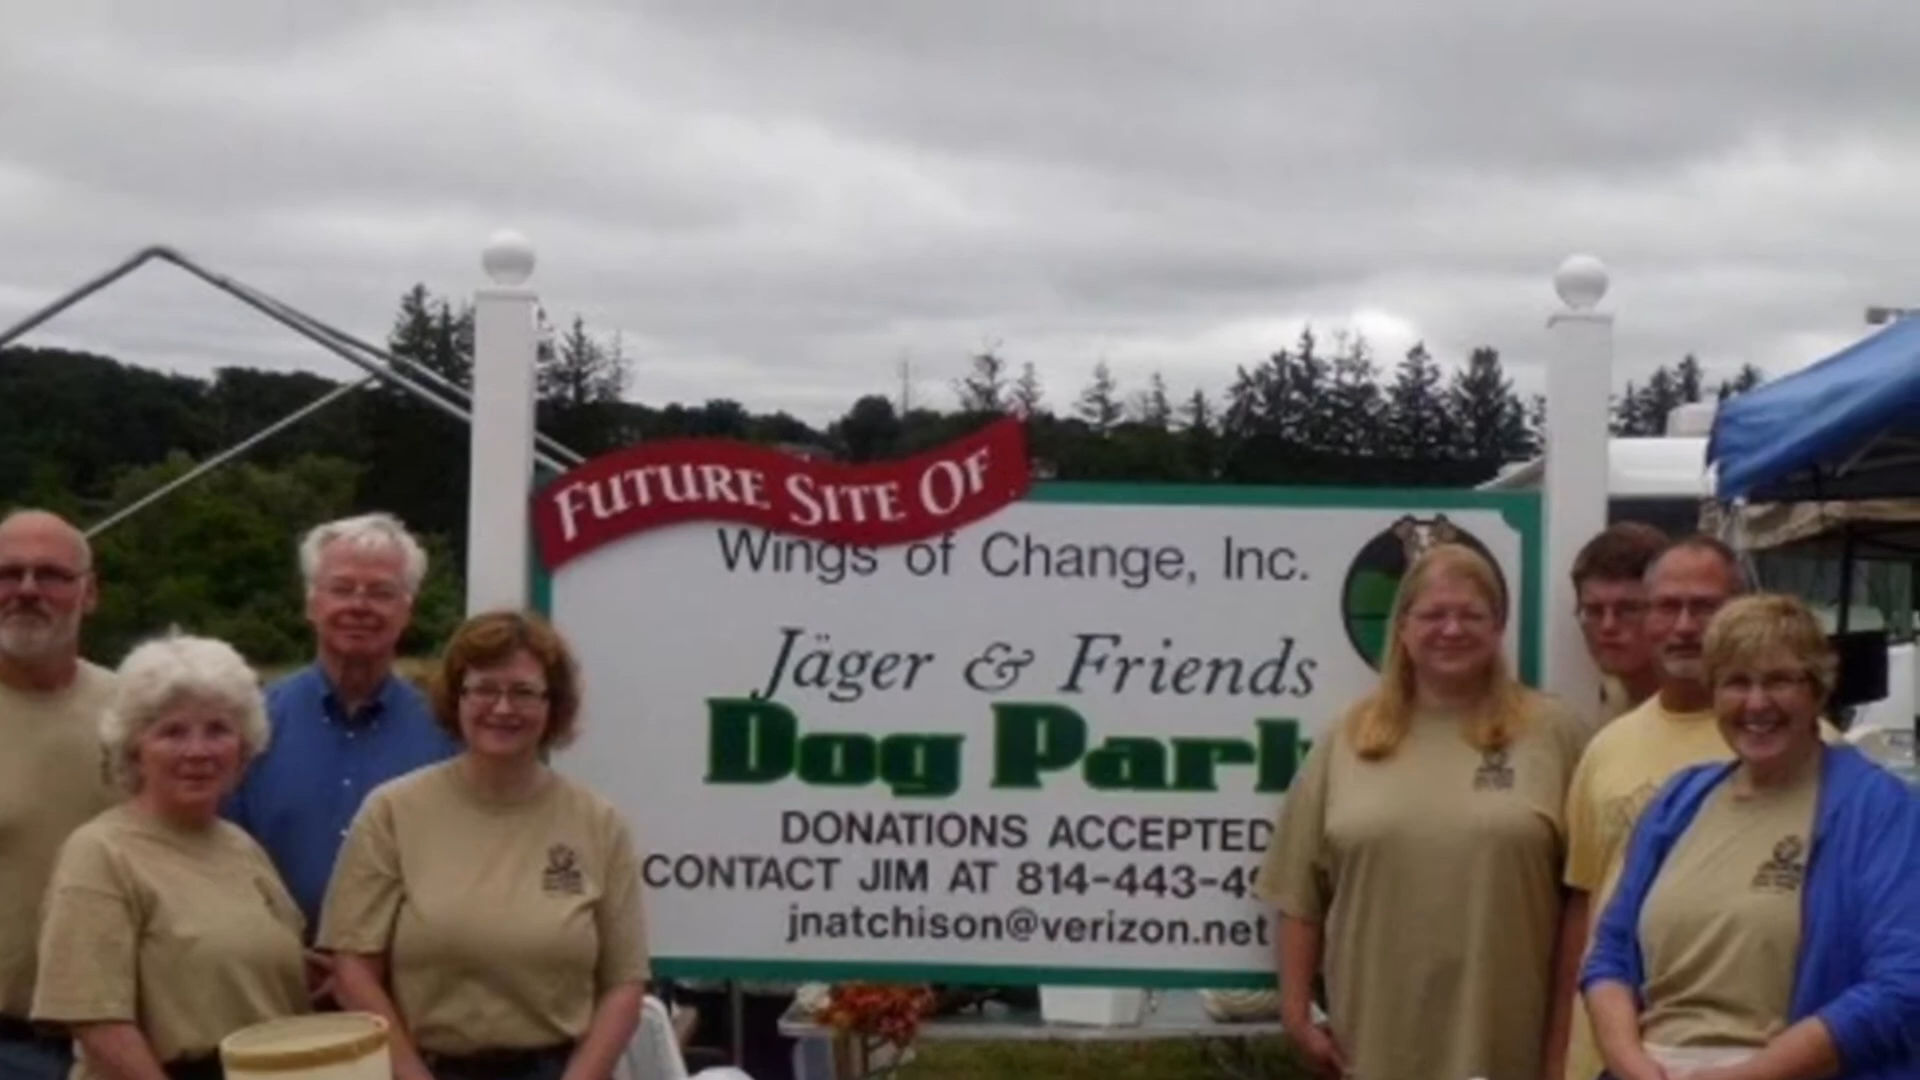 FUTURE SITE OF
Wings of Change, Inc.
Jäger & Friends
Dog Park
DONATIONS ACCEPTED
CONTACT JIM AT 814-443-4
jnatchison@verizon.net